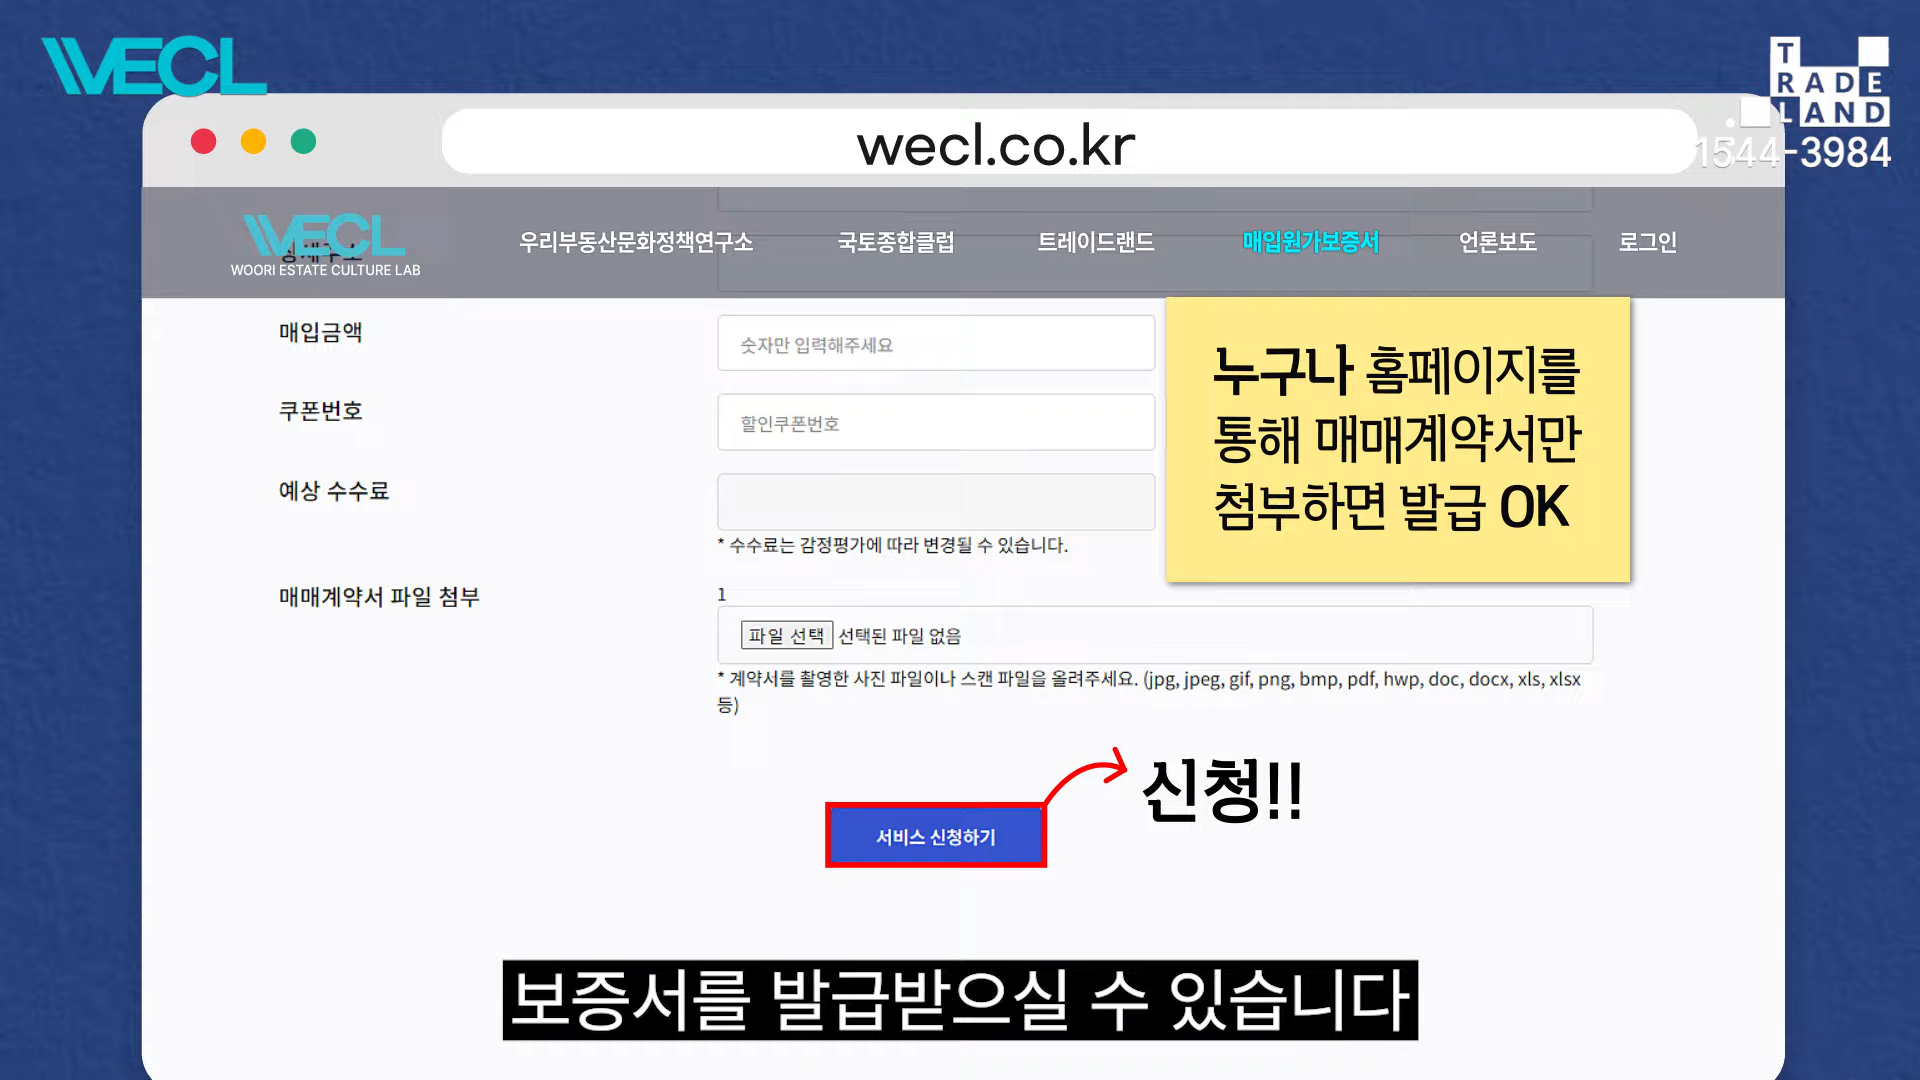 WECL
T
RADE
LAND
1544-3984
wecl.co.kr
WECL
WOORI ESTATE CULTURE LAB
우리부동산문화정책연구소
국토종합클럽
트레이드랜드
매입원가보증서
언론보도
로그인
매입금액
숫자만 입력해주세요
쿠폰번호
할인쿠폰번호
예상 수수료
* 수수료는 감정평가에 따라 변경될 수 있습니다.
누구나 홈페이지를
통해 매매계약서만
첨부하면 발급 OK
매매계약서 파일 첨부
1
파일 선택 선택된 파일 없음
* 계약서를 촬영한 사진 파일이나 스캔 파일을 올려주세요. (jpg, jpeg, gif, png, bmp, pdf, hwp, doc, docx, xls, xlsx
등)
신청!!
서비스 신청하기
보증서를 발급받으실 수 있습니다